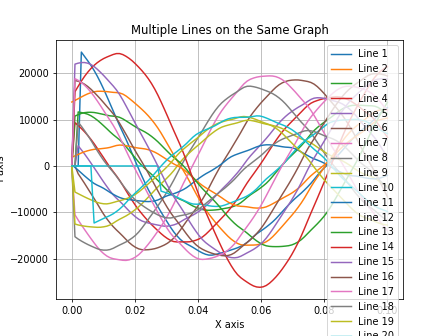 Multiple Lines on the Same Graph
20000
10000
0
−10000
−20000
0.00
0.02
0.04
0.06
X axis
Line 1
Line 2
Line 3
Line 4
Line 5
Line 6
Line 7
Line 8
Line 9
Line 10
Line 11
Line 12
Line 13
Line 14
Line 15
Line 16
Line 17
Line 18
Line 19
Line 20